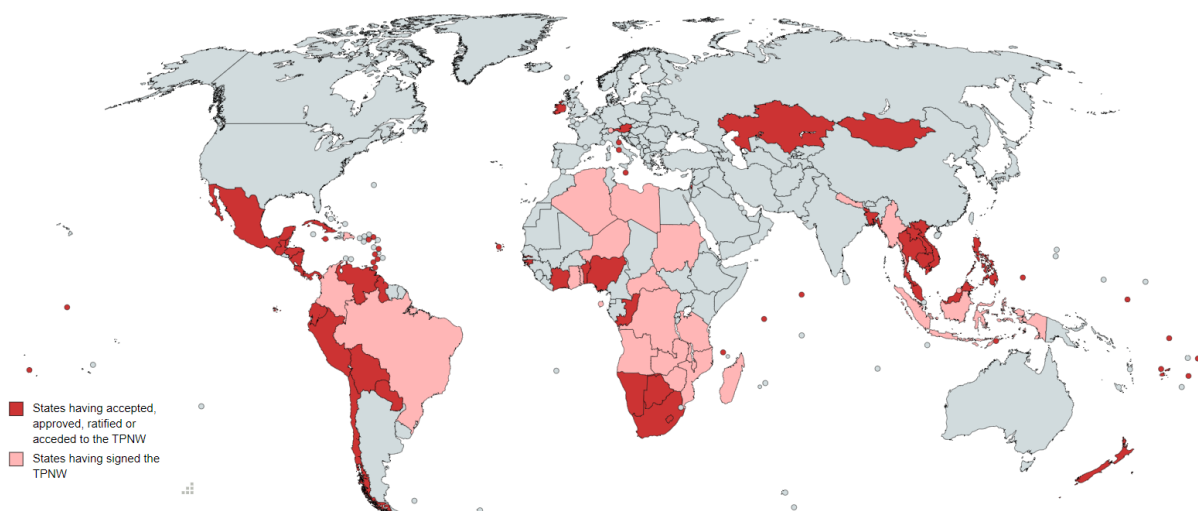 States having accepted,
approved, ratified or
acceded to the TPNW
States having signed the
TPNW